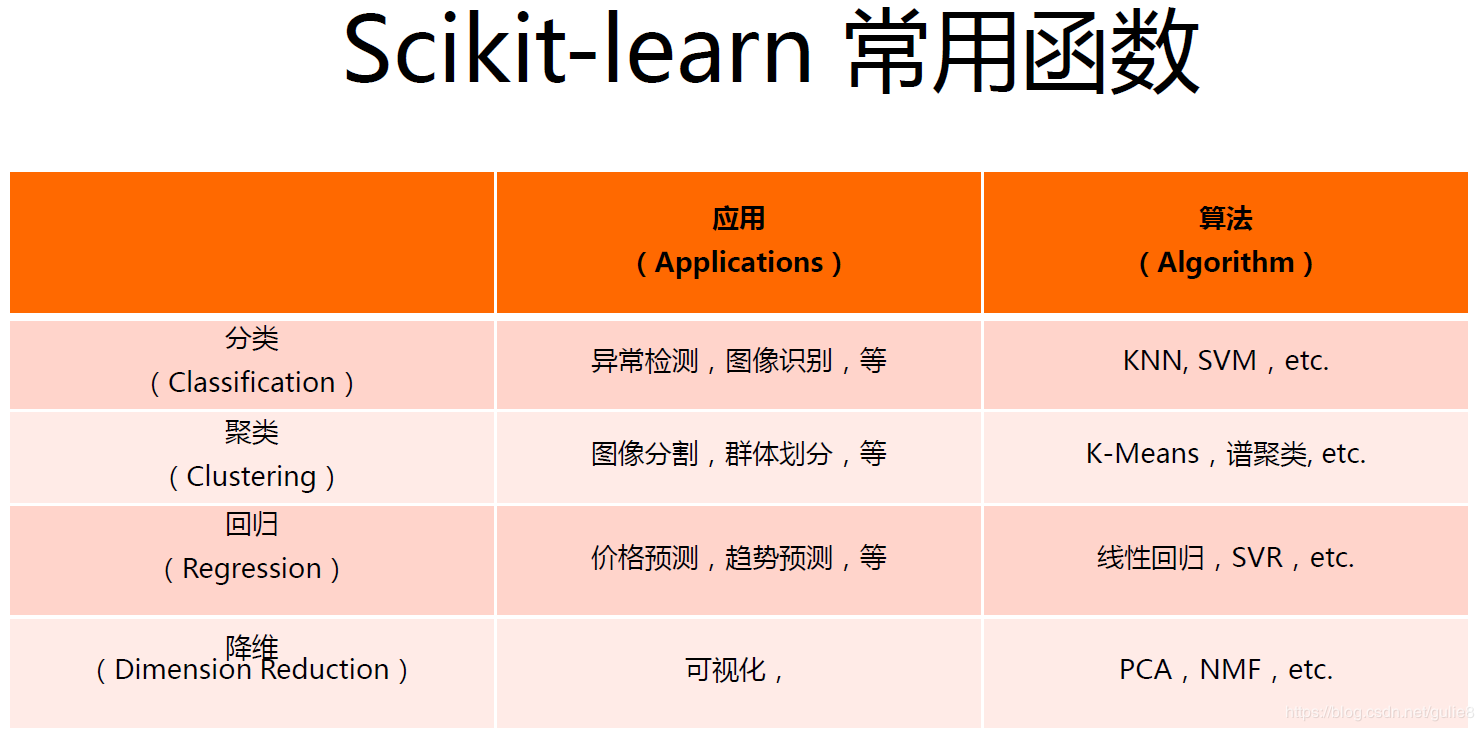 Scikit-learn 常用函数
应用
（Applications）
算法
（Algorithm）
分类
（Classification）
异常检测，图像识别，等
KNN, SVM，etc.
聚类
（Clustering）
图像分割，群体划分，等
K-Means，谱聚类, etc.
回归
（Regression）
价格预测，趋势预测，等
线性回归，SVR，etc.
降维
（Dimension Reduction）
可视化，
PCA，NMF，etc.
https://blog.csdn.net/gulie8